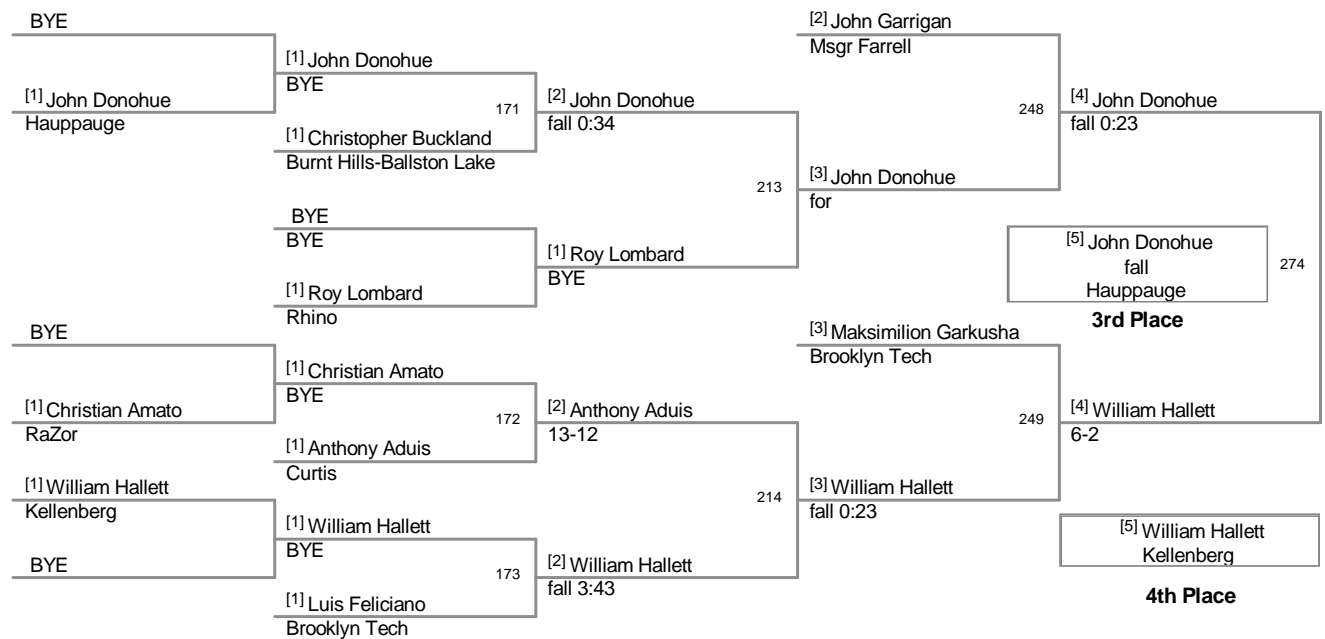 BYE
[1] John Donohue
Hauppauge
BYE
[1] Christian Amato
RaZor
[1] William Hallett
Kellenberg
BYE
[1] John Donohue
BYE
171
[1] Christopher Buckland
Burnt Hills-Ballston Lake
BYE
BYE
[1] Roy Lombard
Rhino
[1] Christian Amato
BYE
172
[1] Anthony Aduis
Curtis
[1] William Hallett
BYE
173
[1] Luis Feliciano
Brooklyn Tech
[2] John Donohue
fall 0:34
213
[1] Roy Lombard
BYE
[2] Anthony Aduis
13-12
214
[2] William Hallett
fall 3:43
[2] John Garrigan
Msgr Farrell
248
[3] John Donohue
for
[3] Maksimilion Garkusha
Brooklyn Tech
249
[3] William Hallett
fall 0:23
[4] John Donohue
fall 0:23
[5] John Donohue
fall
Hauppauge
274
3rd Place
[4] William Hallett
6-2
[5] William Hallett
Kellenberg
4th Place